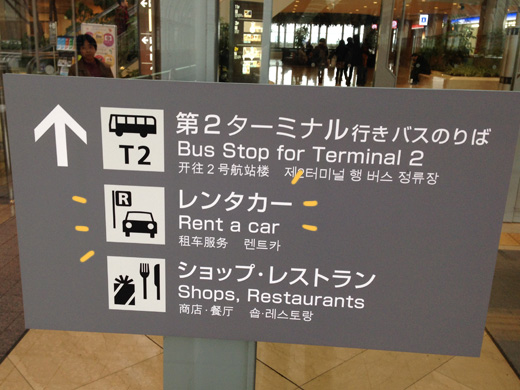 T2
第2ターミナル行きバスのりば
Bus Stop for Terminal 2
开往2号航站楼 제2터미널 행 버스 정류장
R
レンタカー
Rent a car
租车服务 렌트카
ショップ・レストラン
Shops, Restaurants
商店・餐厅 숍・레스토랑